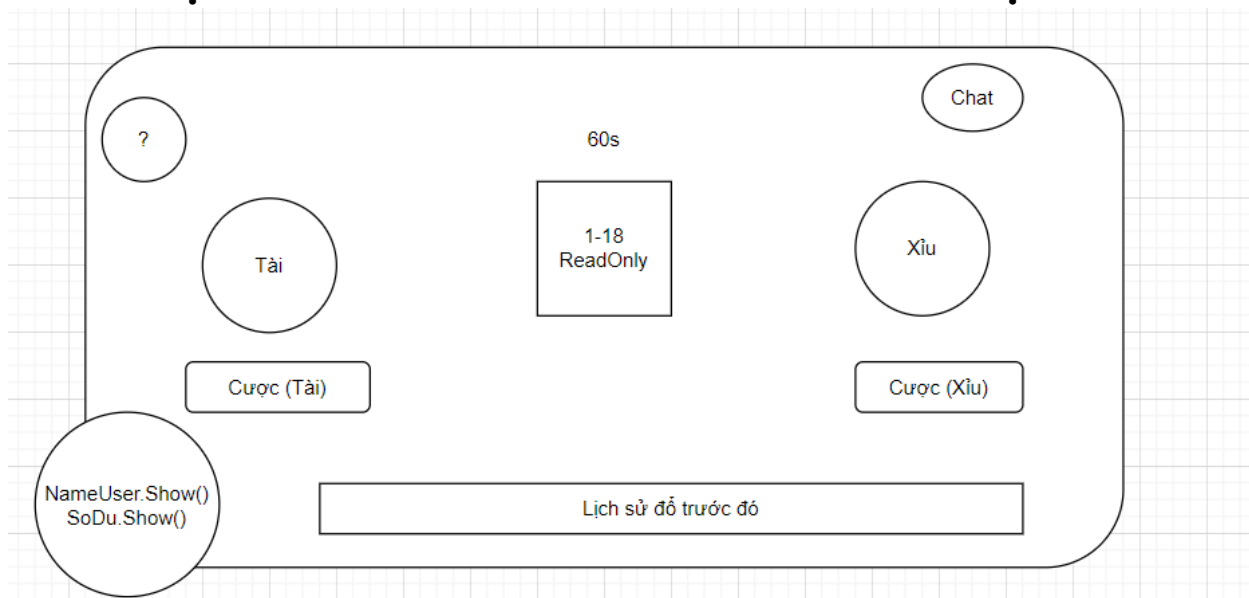 Chat
?
60s
1-18
ReadOnly
Tài
Xỉu
Cược (Tài)
Cược (Xỉu)
NameUser.Show()
SoDu.Show()
Lịch sử đổ trước đó